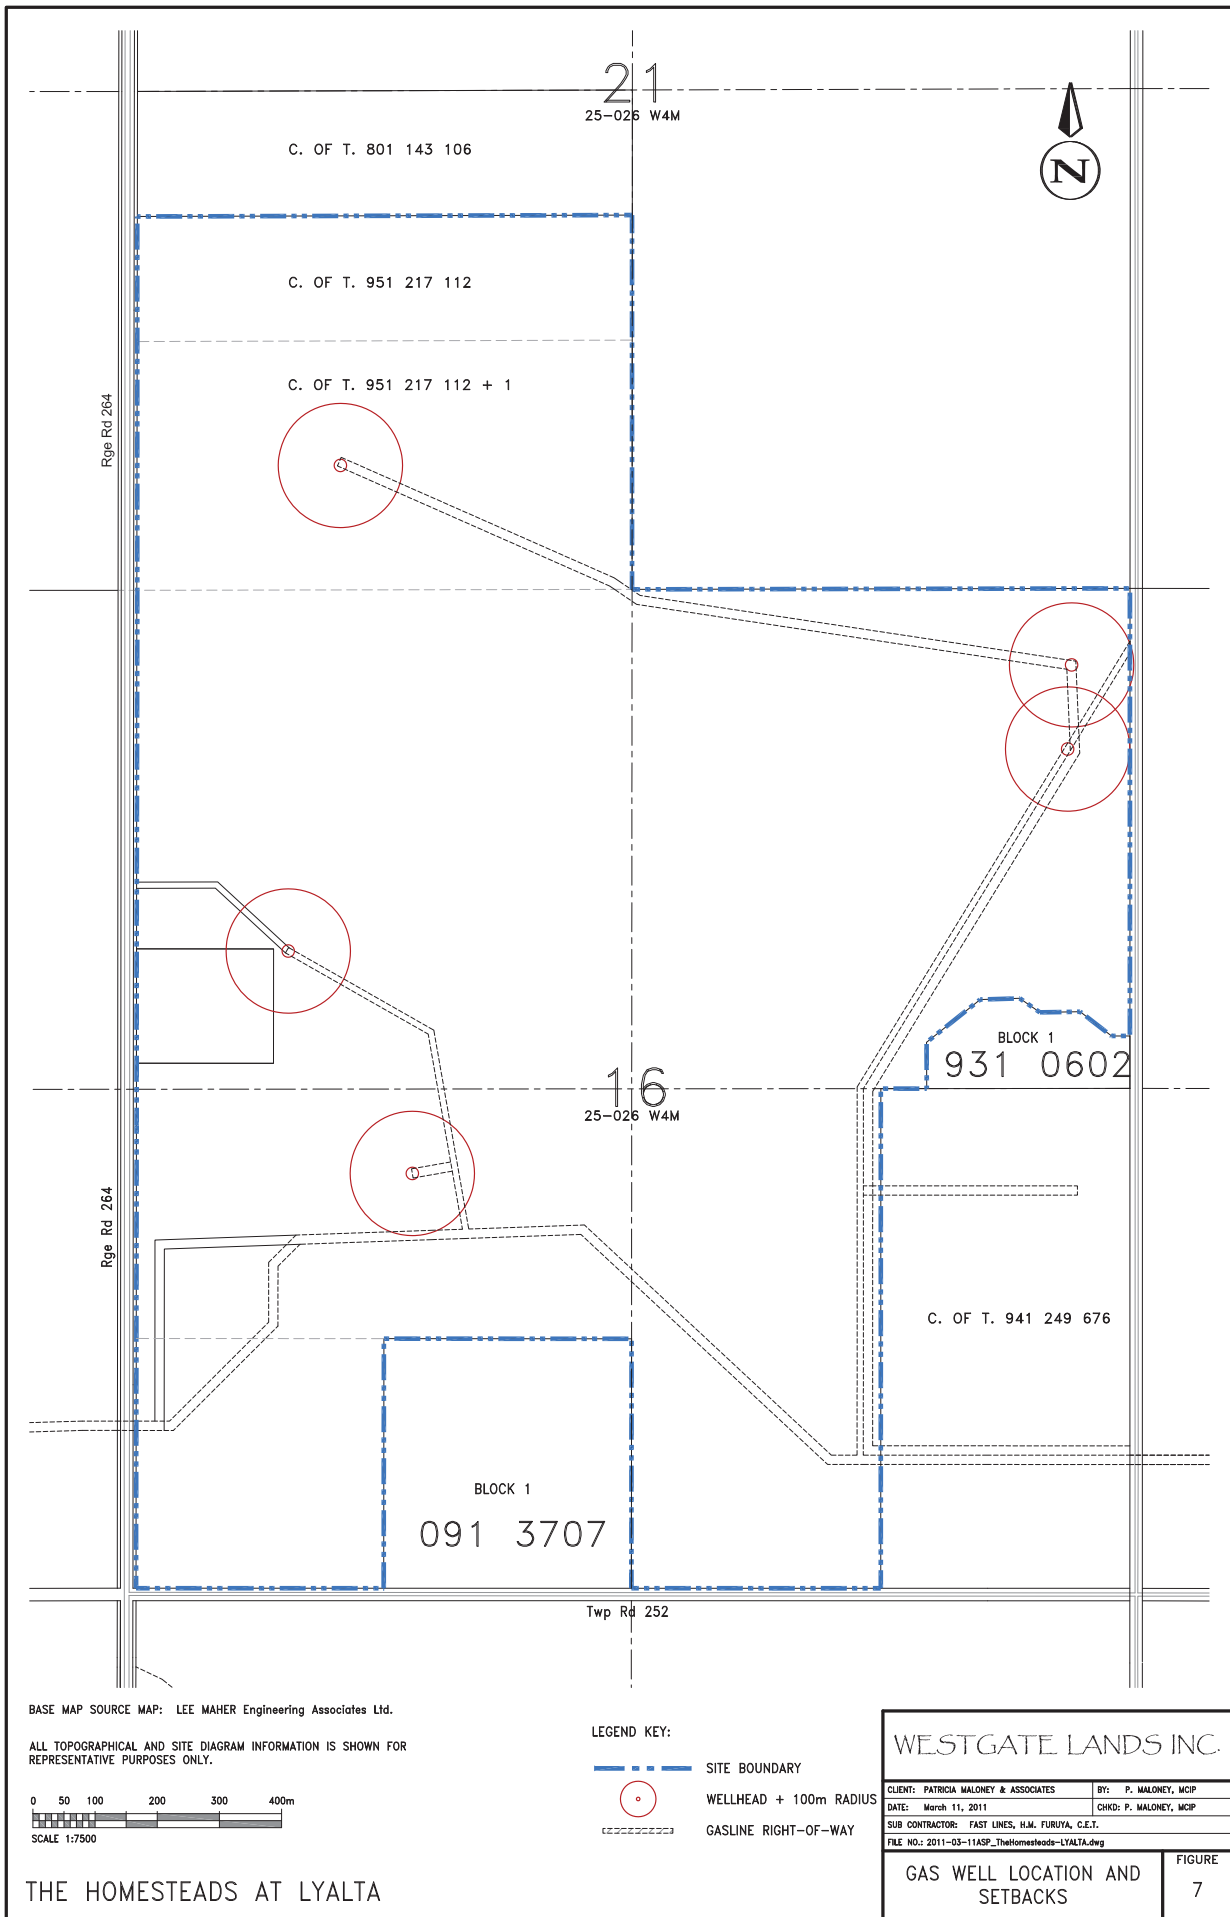 21
25-026 W4M
C. OF T. 801 143 106
N
C. OF T. 951 217 112
C. OF T. 951 217 112 + 1
Rge Rd 264
BLOCK 1
931 0602
16
25-026 W4M
Rge Rd 264
C. OF T. 941 249 676
BLOCK 1
091 3707
Twp Rd 252
BASE MAP SOURCE MAP: LEE MAHER Engineering Associates Ltd.
ALL TOPOGRAPHICAL AND SITE DIAGRAM INFORMATION IS SHOWN FOR
REPRESENTATIVE PURPOSES ONLY.
0 50 100 200 300 400m
SCALE 1:7500
THE HOMESTEADS AT LYALTA
LEGEND KEY:
SITE BOUNDARY
WELLHEAD + 100m RADIUS
GASLINE RIGHT-OF-WAY
WESTGATE LANDS INC.
CLIENT: PATRICIA MALONEY & ASSOCIATES BY: P. MALONEY, MCIP
DATE: March 11, 2011 CHKD: P. MALONEY, MCIP
SUB CONTRACTOR: FAST LINES, H.M. FURUYA, C.E.T.
FILE NO.: 2011-03-11ASP_TheHomesteads-LYALTA.dwg
GAS WELL LOCATION AND
SETBACKS
FIGURE
7